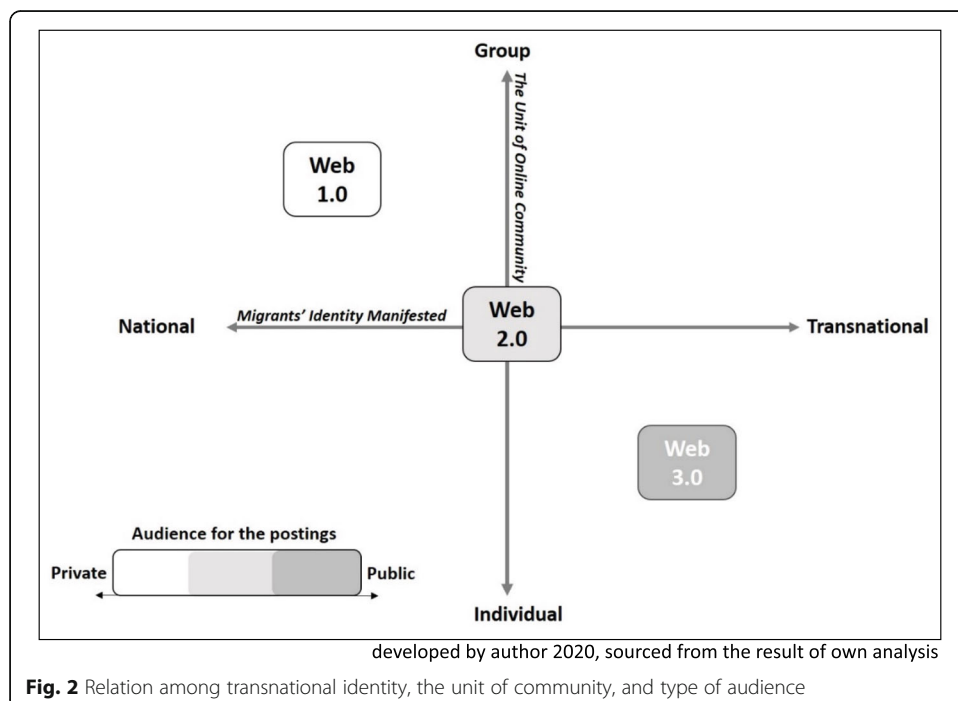 Group
The Unit of Online Community
Web
1.0
National
Migrants' Identity Manifested
Web
2.0
Transnational
Web
3.0
Audience for the postings
Private
Public
Individual
developed by author 2020, sourced from the result of own analysis
Fig. 2 Relation among transnational identity, the unit of community, and type of audience